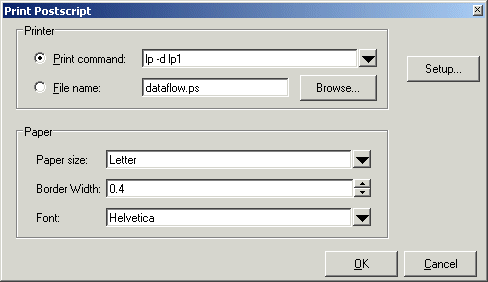 Print Postscript
Printer
Print command: lp -d lp1
Setup...
File name: dataflow.ps Browse...
Paper
Paper size: Letter
Border Width: 0.4
Font: Helvetica
OK Cancel